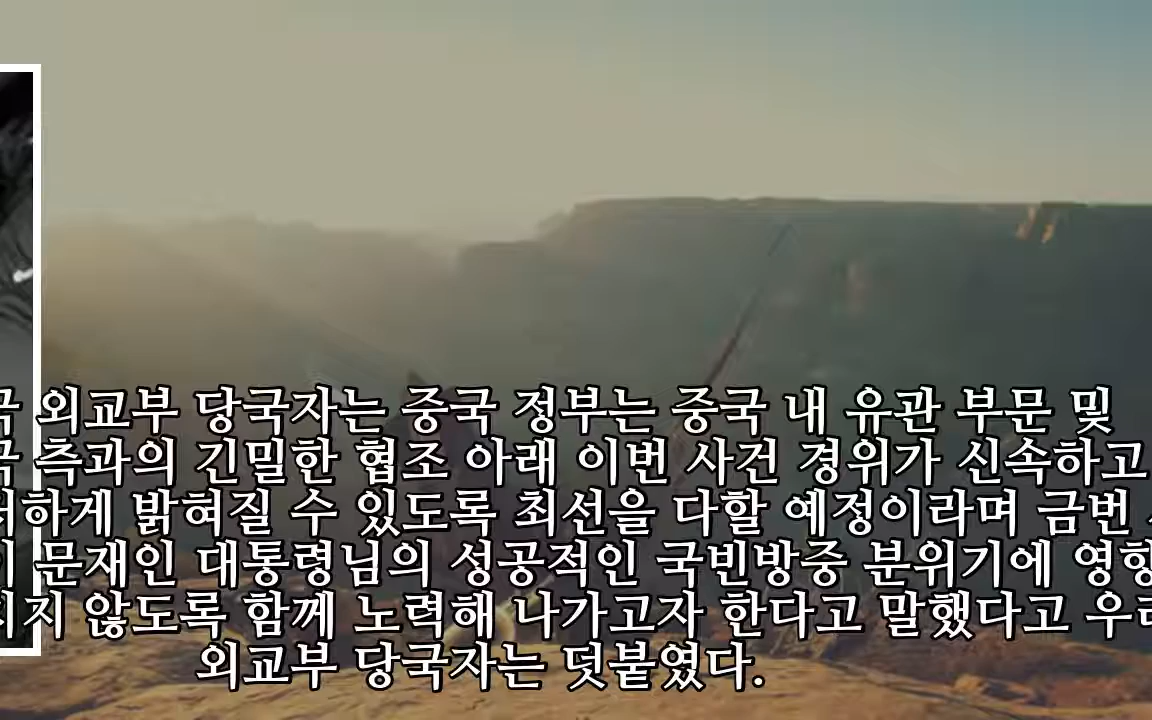 외교부 당국자는 중국 정부는 중국 내 유관 부문 및
측과의 긴밀한 협조 아래 이번 사건 경위가 신속하고
밝혀질 수 있도록 최선을 다할 예정이라며 금번
문재인 대통령님의 성공적인 국빈방중 분위기에
않도록 함께 노력해 나가고자 한다고 말했다고
외교부 당국자는 덧붙였다.